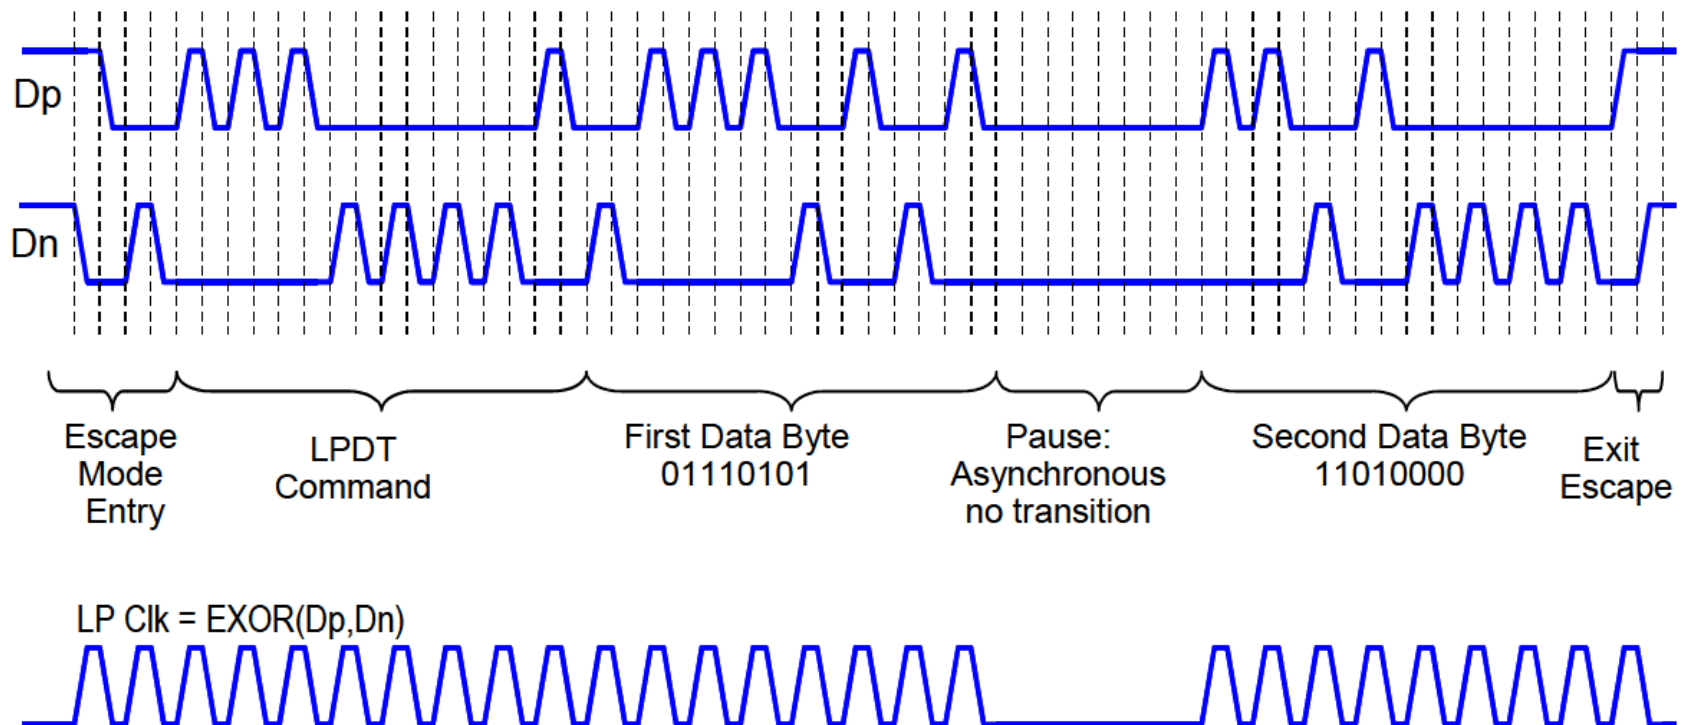 Dp
Dn
Escape
Mode
Entry
LPDT
Command
First Data Byte
01110101
Pause:
Asynchronous
no transition
Second Data Byte
11010000
Exit
Escape
LP Clk = EXOR(Dp,Dn)